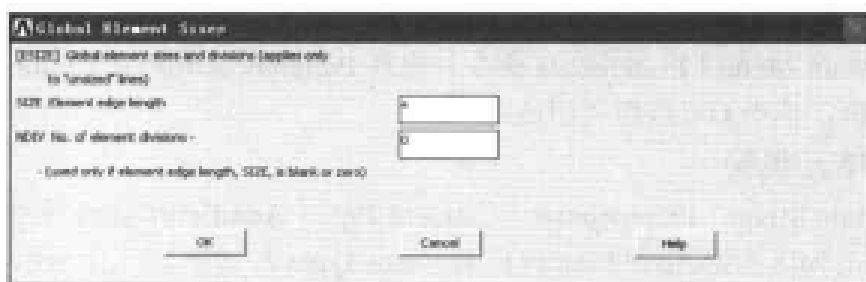 Global Element Sizes
[ESIZE] Global element sizes and divisions (applies only
to "unsized" lines)
SIZE Element edge length
NDIV No. of element divisions -
0
- (used only if element edge length, SIZE, is blank or zero)
OK
Cancel
Help